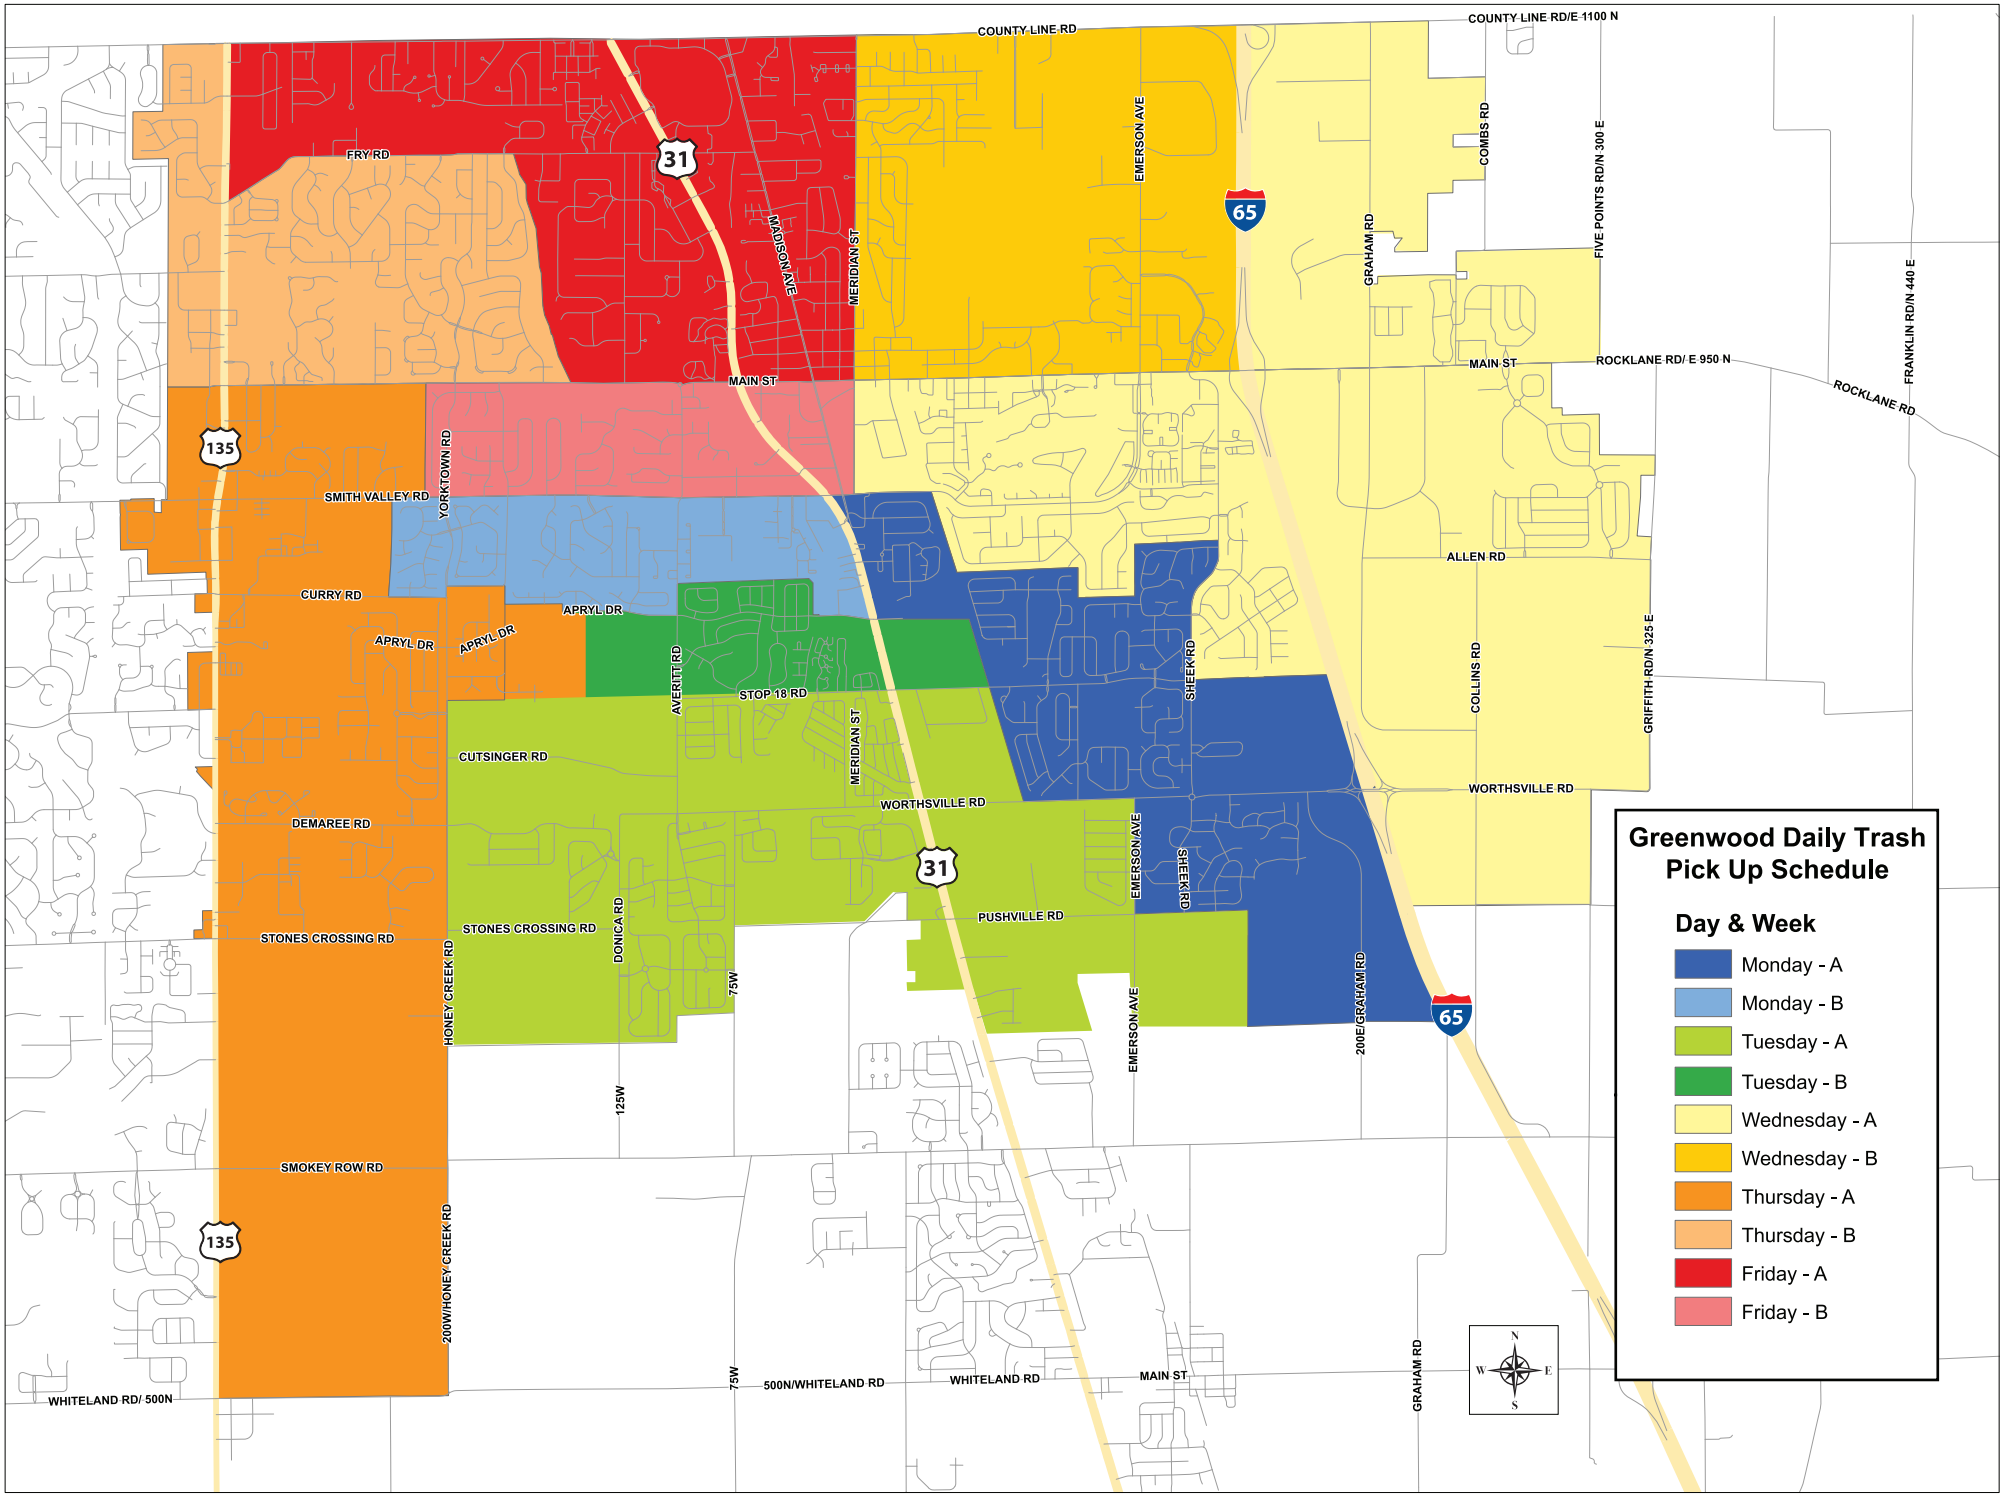 COUNTY LINE RD/E 1100 N
COUNTY LINE RD
EMERSON AVE
COMBS RD
FIVE POINTS RD/N 300 E
FRY RD
31
65
MADISON AVE
MERIDIAN ST
GRAHAM RD
FRANKLIN RD/N 440 E
MAIN ST
MAIN ST
ROCKLANE RD/ E 950 N
ROCKLANE RD
135
YORKTOWN RD
SMITH VALLEY RD
ALLEN RD
CURRY RD
APRYL DR
APRYL DR
APRYL DR
AVERITT RD
STOP 18 RD
SHEEK RD
COLLINS RD
GRIFFITH RD/N 325 E
MERIDIAN ST
CUTSINGER RD
WORTHSVILLE RD
WORTHSVILLE RD
DEMAREE RD
31
EMERSON AVE
SHEEK RD
PUSHVILLE RD
STONES CROSSING RD
STONES CROSSING RD
DONICA RD
HONEY CREEK RD
75W
EMERSON AVE
200E/GRAHAM RD
65
125W
SMOKEY ROW RD
135
200W/HONEY CREEK RD
75W
500N/WHITELAND RD
WHITELAND RD
MAIN ST
GRAHAM RD
WHITELAND RD/ 500N
Greenwood Daily Trash
Pick Up Schedule
Day & Week
Monday - A
Monday - B
Tuesday - A
Tuesday - B
Wednesday - A
Wednesday - B
Thursday - A
Thursday - B
Friday - A
Friday - B
N
W E
S